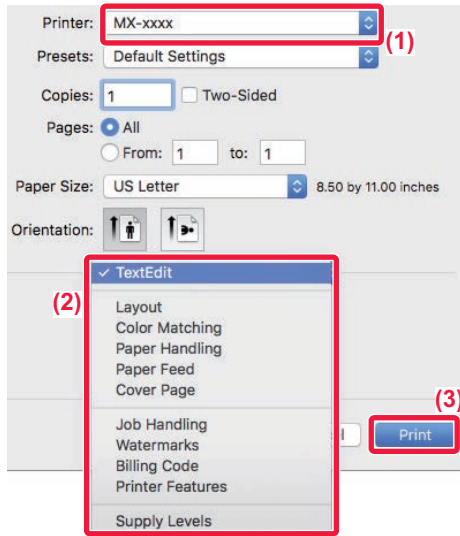 Printer: MX-xxxx
(1)
Presets: Default Settings
Copies: 1 Two-Sided
Pages: All
From: 1 to: 1
Paper Size: US Letter 8.50 by 11.00 inches
Orientation:
(2)
✓ TextEdit
Layout
Color Matching
Paper Handling
Paper Feed
Cover Page
Job Handling
Watermarks
Billing Code
Printer Features
Supply Levels
(3)
Print